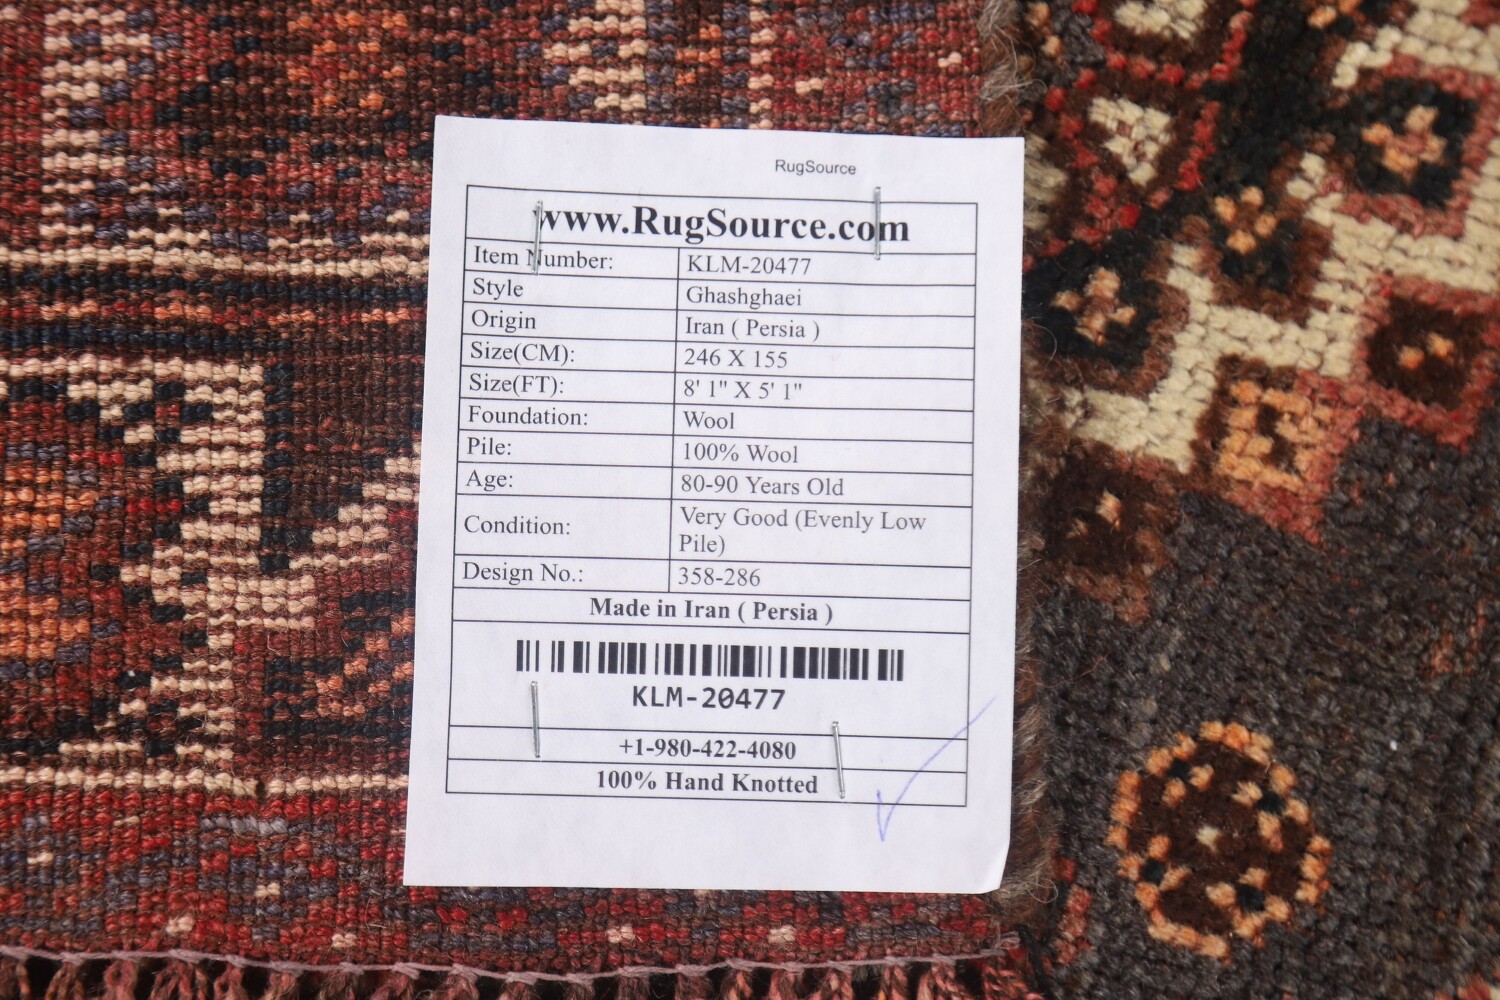 RugSource
www.RugSource.com
Item Number: KLM-20477
Style Ghashghaei
Origin Iran ( Persia )
Size(CM): 246 X 155
Size(FT): 8' 1" X 5' 1"
Foundation: Wool
Pile: 100% Wool
Age: 80-90 Years Old
Condition: Very Good (Evenly Low
Pile)
Design No.: 358-286
Made in Iran ( Persia )
KLM-20477
+1-980-422-4080
100% Hand Knotted